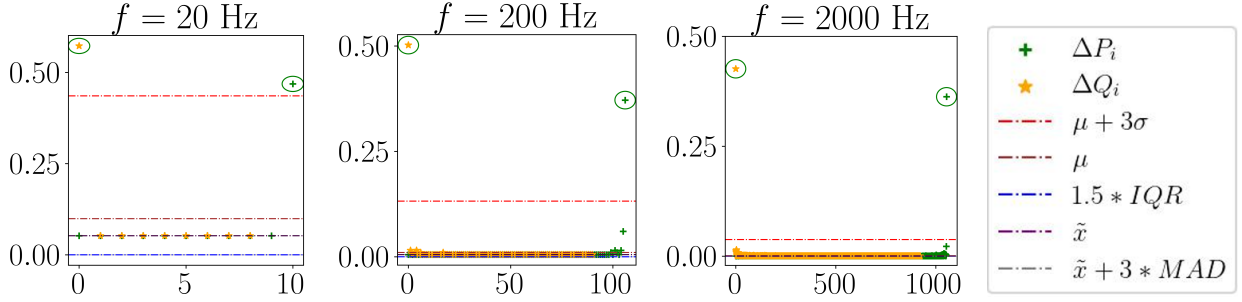 f = 20 Hz
0.50
0.25
0.00
0 5 10
f = 200 Hz
0.50
0.25
0.00
0 50 100
f = 2000 Hz
0.50
0.25
0.00
0 500 1000
ΔP_i
ΔQ_i
μ + 3σ
μ
1.5 * IQR
x̃
x̃ + 3 * MAD